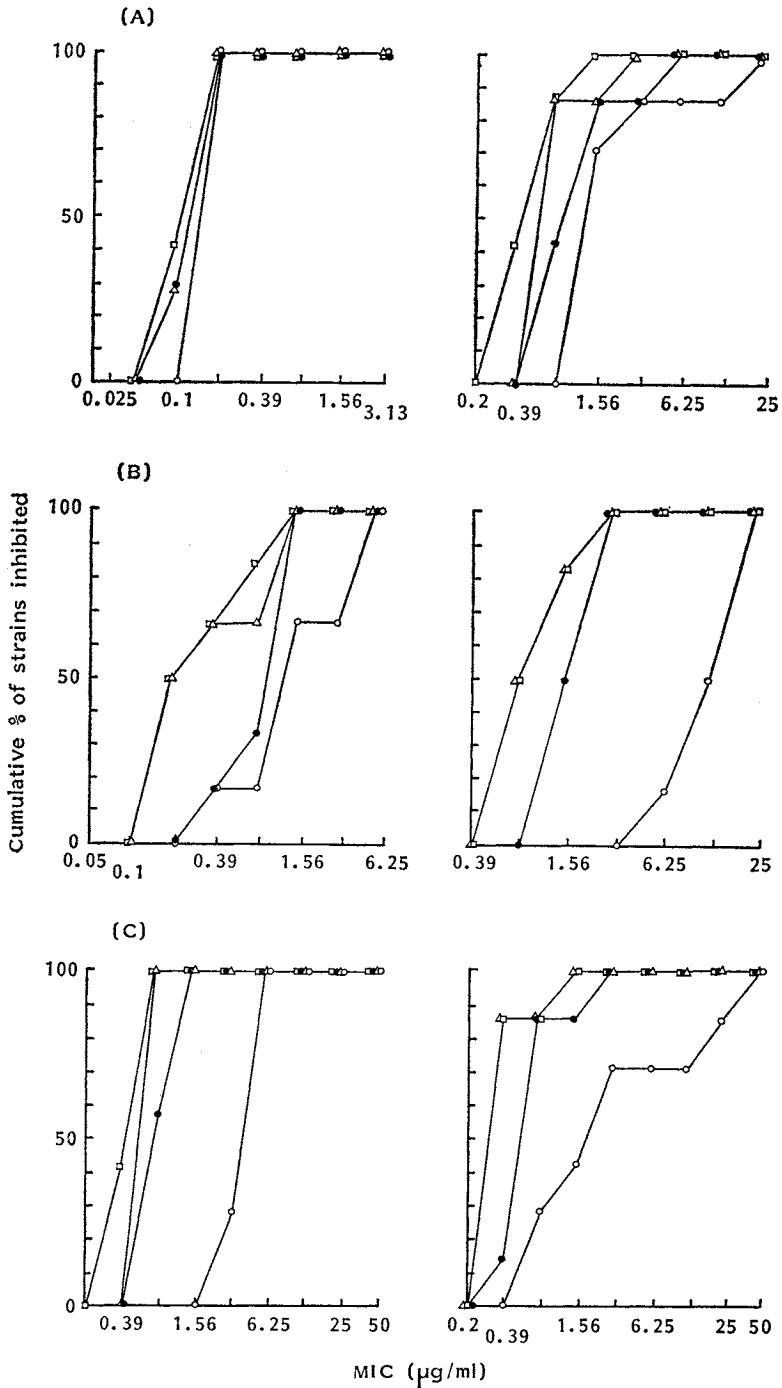 (A)
100
50
0
0.025 0.1 0.39 1.56 3.13
0.2 0.39 1.56 6.25 25
(B)
100
50
0
0.05 0.1 0.39 1.56 6.25
0.39 1.56 6.25 25
(C)
100
50
0
0.39 1.56 6.25 25 50
0.2 0.39 1.56 6.25 25 50
Cumulative % of strains inhibited
MIC (µg/ml)